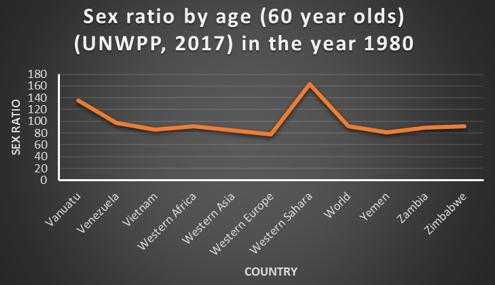 Sex ratio by age (60 year olds)
(UNWPP, 2017) in the year 1980
180
160
140
120
100
80
60
40
20
0
SEX RATIO
Vanuatu
Venezuela
Vietnam
Western Africa
Western Asia
Western Europe
Western Sahara
World
Yemen
Zambia
Zimbabwe
COUNTRY